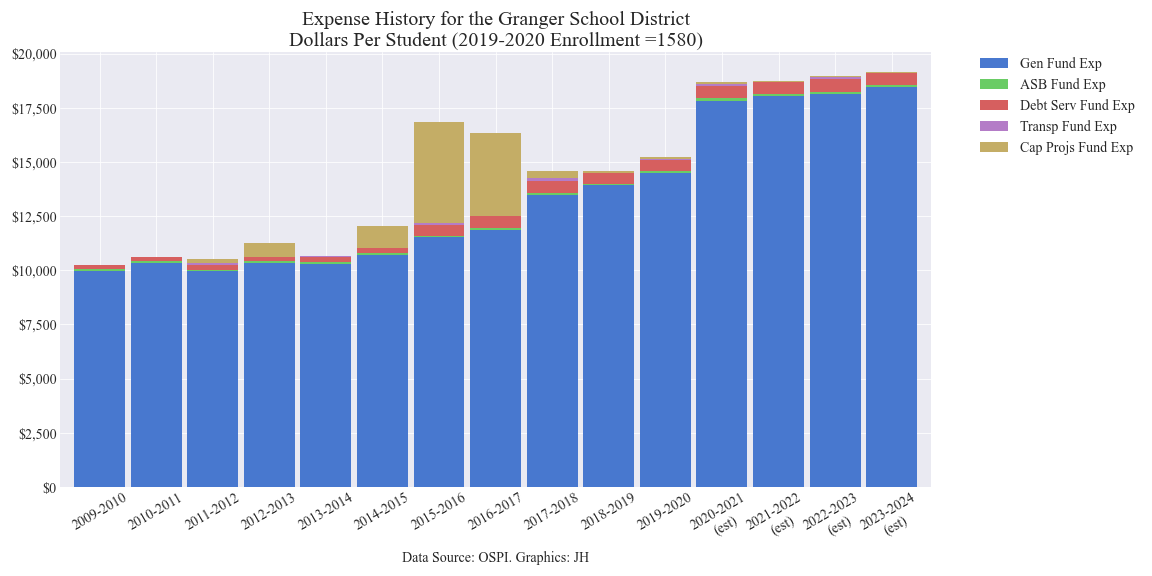 Expense History for the Granger School District
Dollars Per Student (2019-2020 Enrollment =1580)
$20,000
$17,500
$15,000
$12,500
$10,000
$7,500
$5,000
$2,500
$0
Gen Fund Exp
ASB Fund Exp
Debt Serv Fund Exp
Transp Fund Exp
Cap Projs Fund Exp
2009-2010
2010-2011
2011-2012
2012-2013
2013-2014
2014-2015
2015-2016
2016-2017
2017-2018
2018-2019
2019-2020
2020-2021
(est)
2021-2022
(est)
2022-2023
(est)
2023-2024
(est)
Data Source: OSPI. Graphics: JH